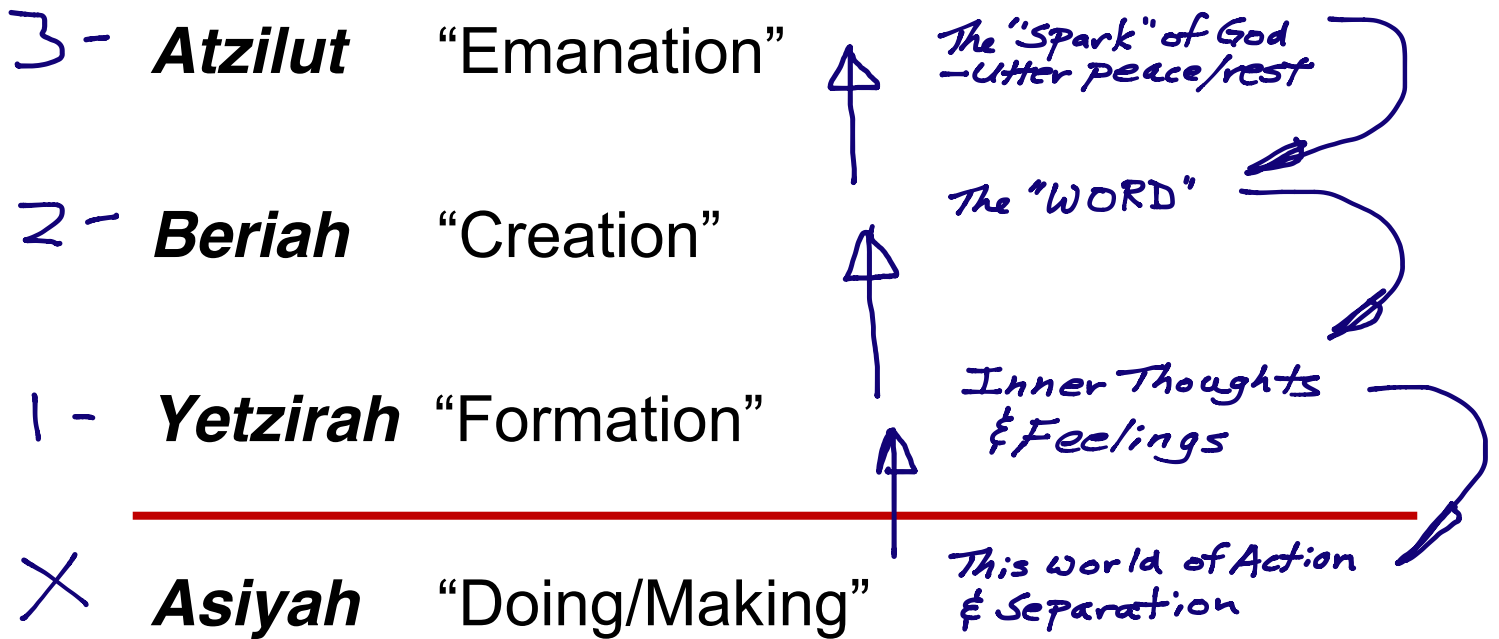 3- Atzilut “Emanation” The "Spark" of God
-Utter peace/rest
2- Beriah “Creation” The "WORD"
1- Yetzirah “Formation” Inner Thoughts
& Feelings
X Asiyah “Doing/Making” This world of Action
& Separation